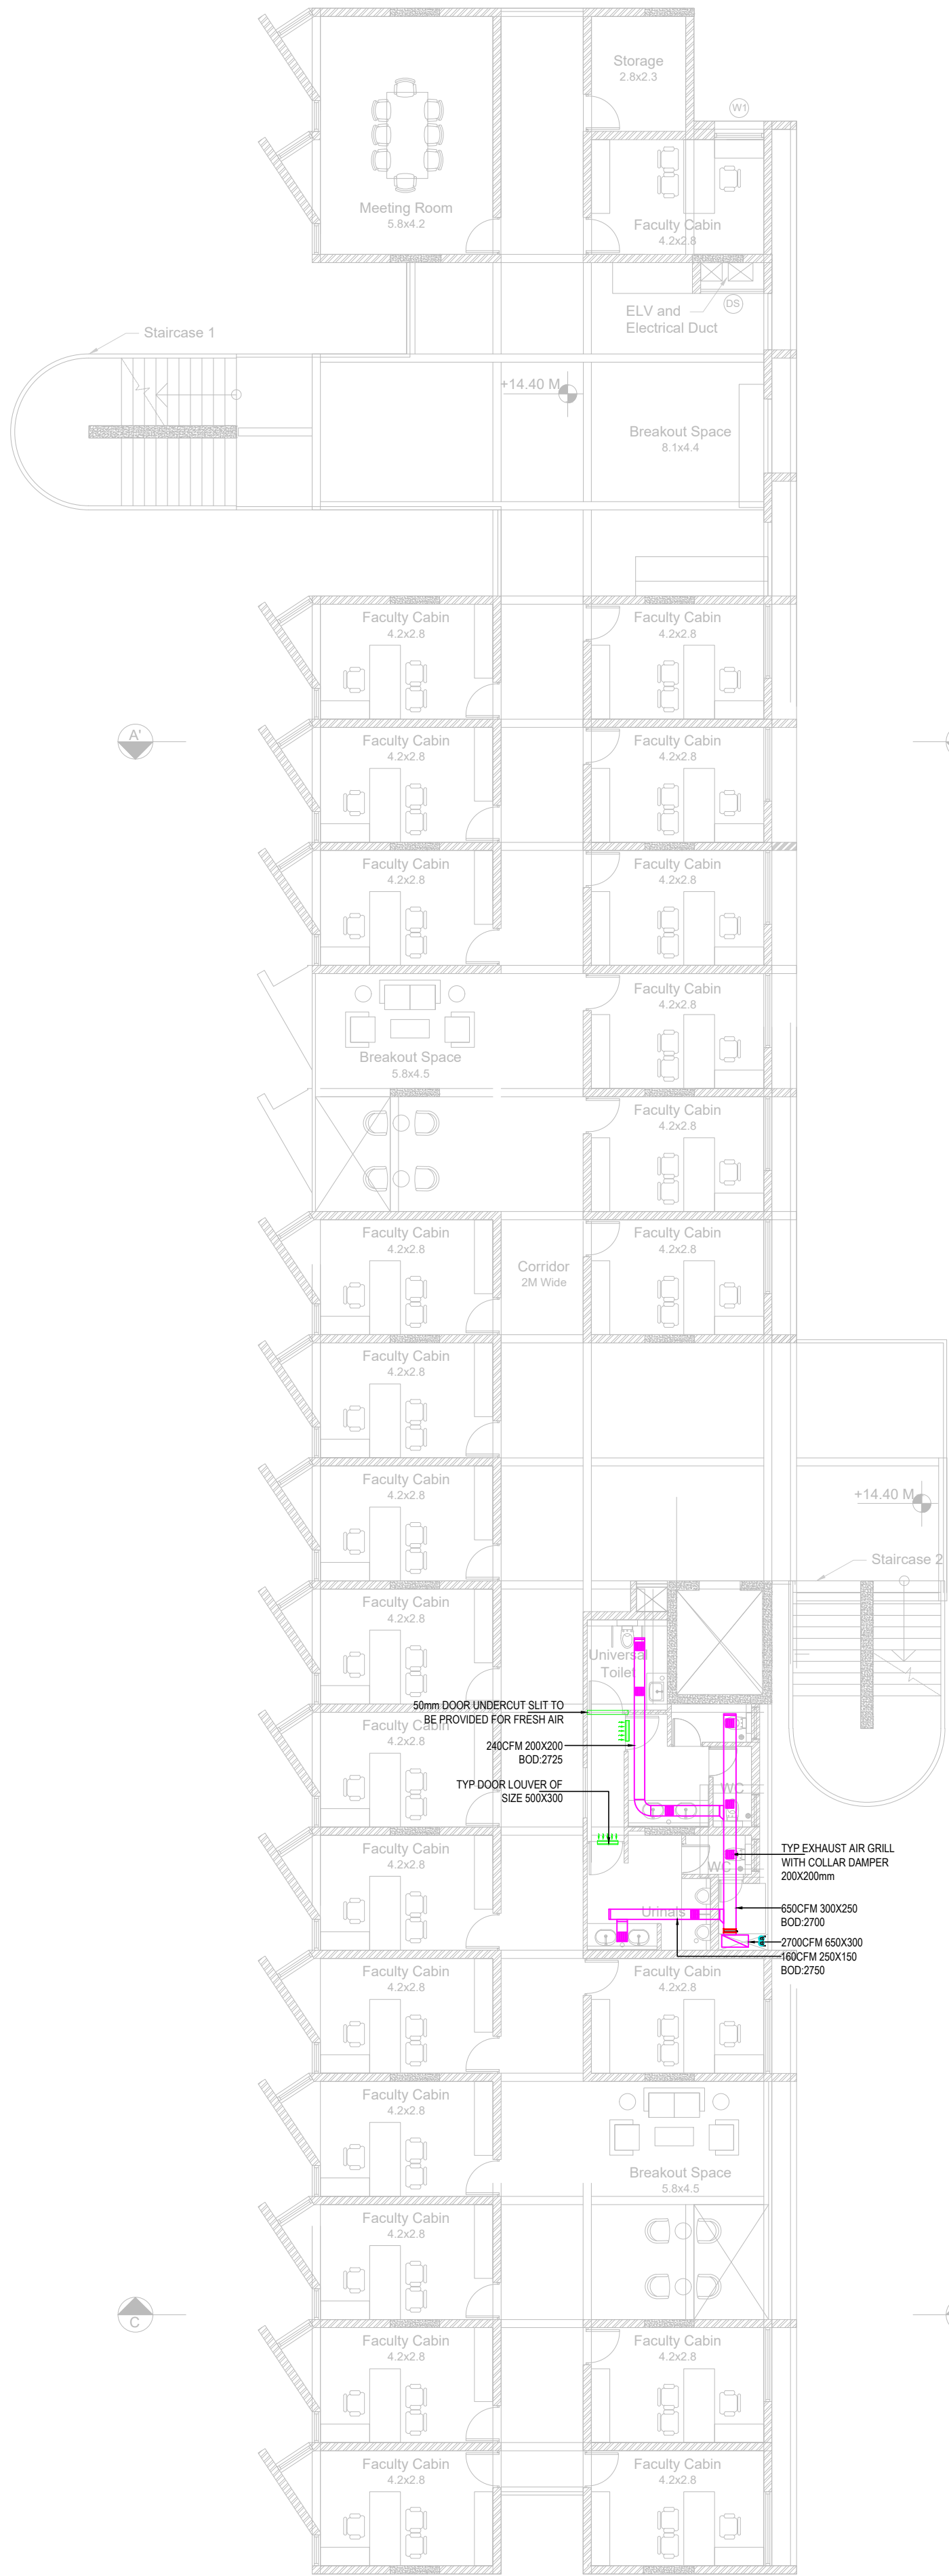 Storage
2.8x2.3
W1
Meeting Room
5.8x4.2
Faculty Cabin
4.2x2.8
ELV and
Electrical Duct
DS
Staircase 1
+14.40 M
Breakout Space
8.1x4.4
Faculty Cabin
4.2x2.8
Faculty Cabin
4.2x2.8
A'
Faculty Cabin
4.2x2.8
Faculty Cabin
4.2x2.8
Faculty Cabin
4.2x2.8
Faculty Cabin
4.2x2.8
Faculty Cabin
4.2x2.8
Breakout Space
5.8x4.5
Faculty Cabin
4.2x2.8
Faculty Cabin
4.2x2.8
Faculty Cabin
4.2x2.8
Corridor
2M Wide
Faculty Cabin
4.2x2.8
Faculty Cabin
4.2x2.8
+14.40 M
Staircase 2
Faculty Cabin
4.2x2.8
Universal
Toilet
50mm DOOR UNDERCUT SLIT TO
BE PROVIDED FOR FRESH AIR
Faculty Cabin
4.2x2.8
240CFM 200X200
BOD:2725
TYP DOOR LOUVER OF
SIZE 500X300
WC
Faculty Cabin
4.2x2.8
TYP EXHAUST AIR GRILL
WITH COLLAR DAMPER
200X200mm
WC
Urinals
650CFM 300X250
BOD:2700
2700CFM 650X300
160CFM 250X150
BOD:2750
Faculty Cabin
4.2x2.8
Faculty Cabin
4.2x2.8
Faculty Cabin
4.2x2.8
Breakout Space
5.8x4.5
Faculty Cabin
4.2x2.8
C
Faculty Cabin
4.2x2.8
Faculty Cabin
4.2x2.8
Faculty Cabin
4.2x2.8
Faculty Cabin
4.2x2.8